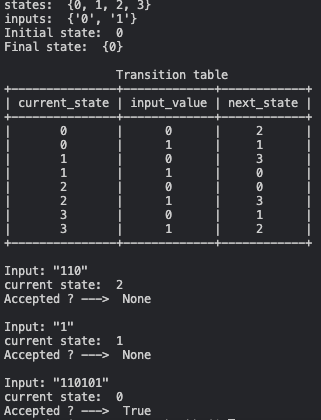 states:  {0, 1, 2, 3}
inputs:  {'0', '1'}
Initial state:  0
Final state:  {0}
Transition table
| current_state | input_value | next_state |
| 0 | 0 | 2 |
| 0 | 1 | 1 |
| 1 | 0 | 3 |
| 1 | 1 | 0 |
| 2 | 0 | 0 |
| 2 | 1 | 3 |
| 3 | 0 | 1 |
| 3 | 1 | 2 |
Input: "110"
current state:  2
Accepted ? ———>  None
Input: "1"
current state:  1
Accepted ? ———>  None
Input: "110101"
current state:  0
Accepted ? ———>  True